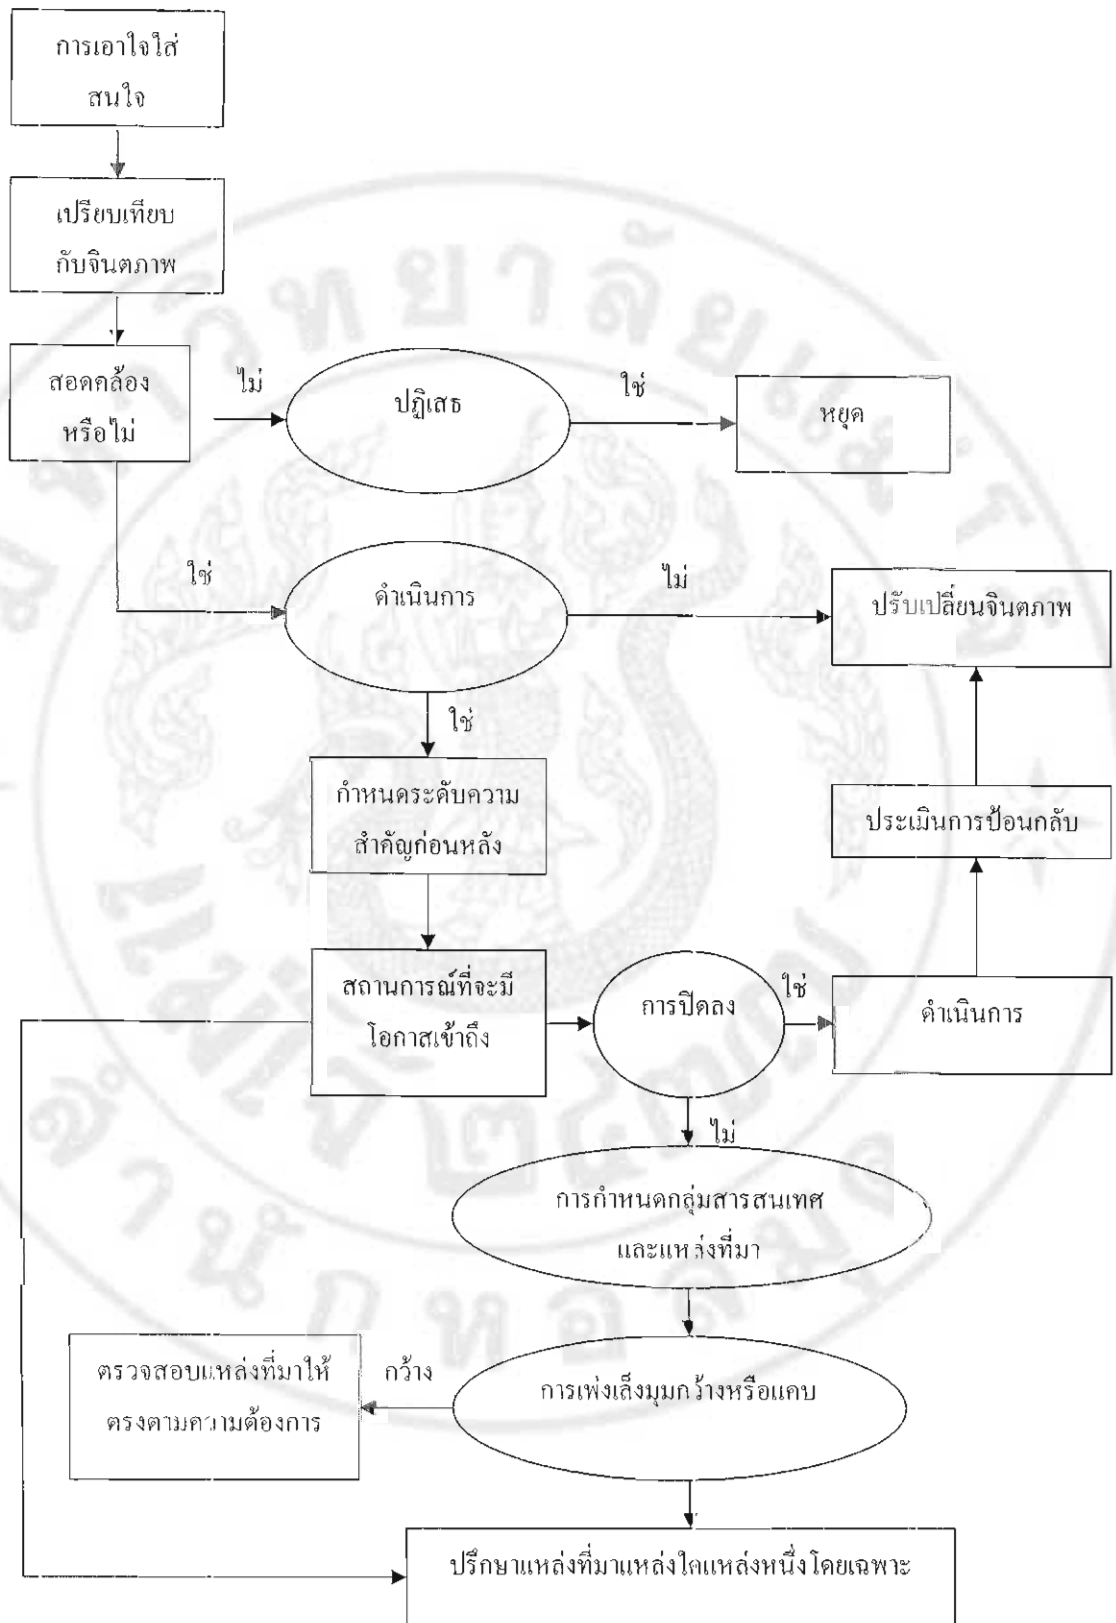 การเอาใจใส่
สนใจ
เปรียบเทียบ
กับจินตภาพ
สอดคล้อง
หรือไม่
ไม่
ปฏิเสธ
ใช่
หยุด
ใช่
ดำเนินการ
ไม่
ปรับเปลี่ยนจินตภาพ
ใช่
กำหนดระดับความ
สำคัญก่อนหลัง
ประเมินการป้อนกลับ
สถานการณ์ที่จะมี
โอกาสเข้าถึง
การปิดลง
ใช่
ดำเนินการ
ไม่
การกำหนดกลุ่มสารสนเทศ
และแหล่งที่มา
ตรวจสอบแหล่งที่มาให้
ตรงตามความต้องการ
กว้าง
การเพ่งเล็งมุมกว้างหรือแคบ
ปรึกษาแหล่งที่มาแหล่งใดแหล่งหนึ่งโดยเฉพาะ